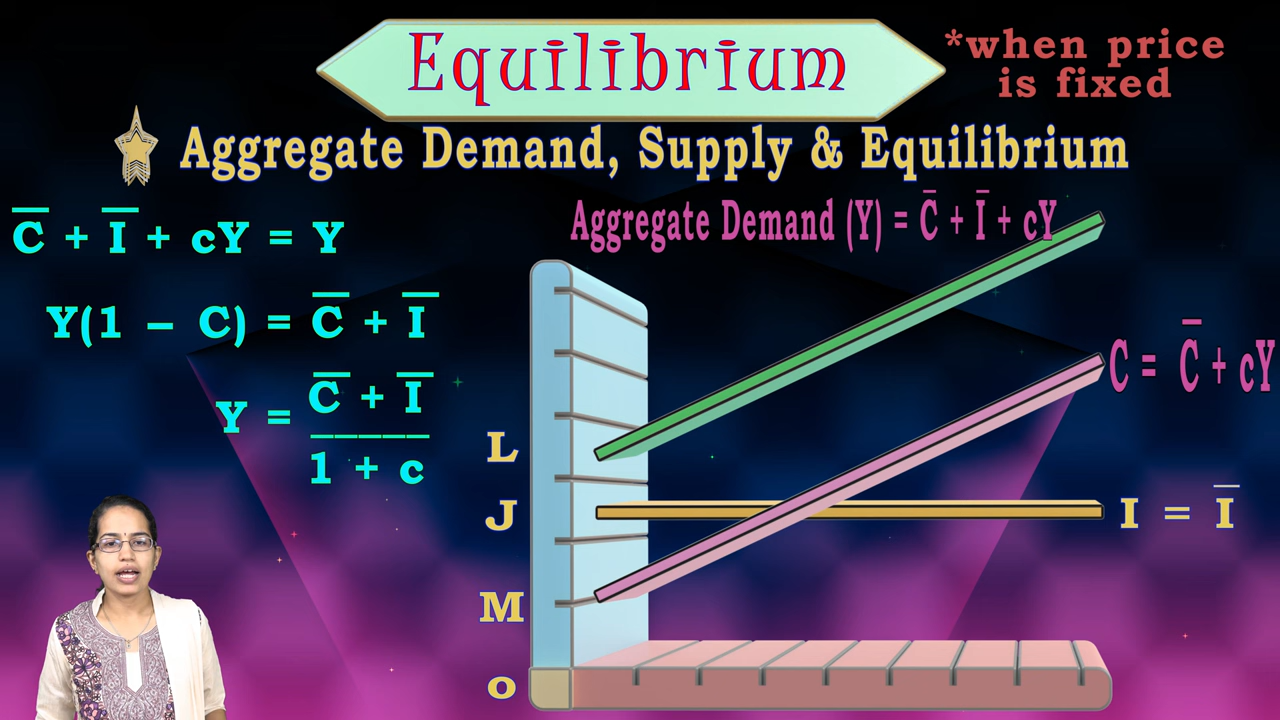 Equilibrium
*when price
is fixed
Aggregate Demand, Supply & Equilibrium
C̅ + I̅ + cY = Y
Y(1 – C) = C̅ + I̅
Y = C̅ + I̅
1 + c
Aggregate Demand (Y) = C̅ + I̅ + cY
C = C̅ + cY
L
J
I = I̅
M
o